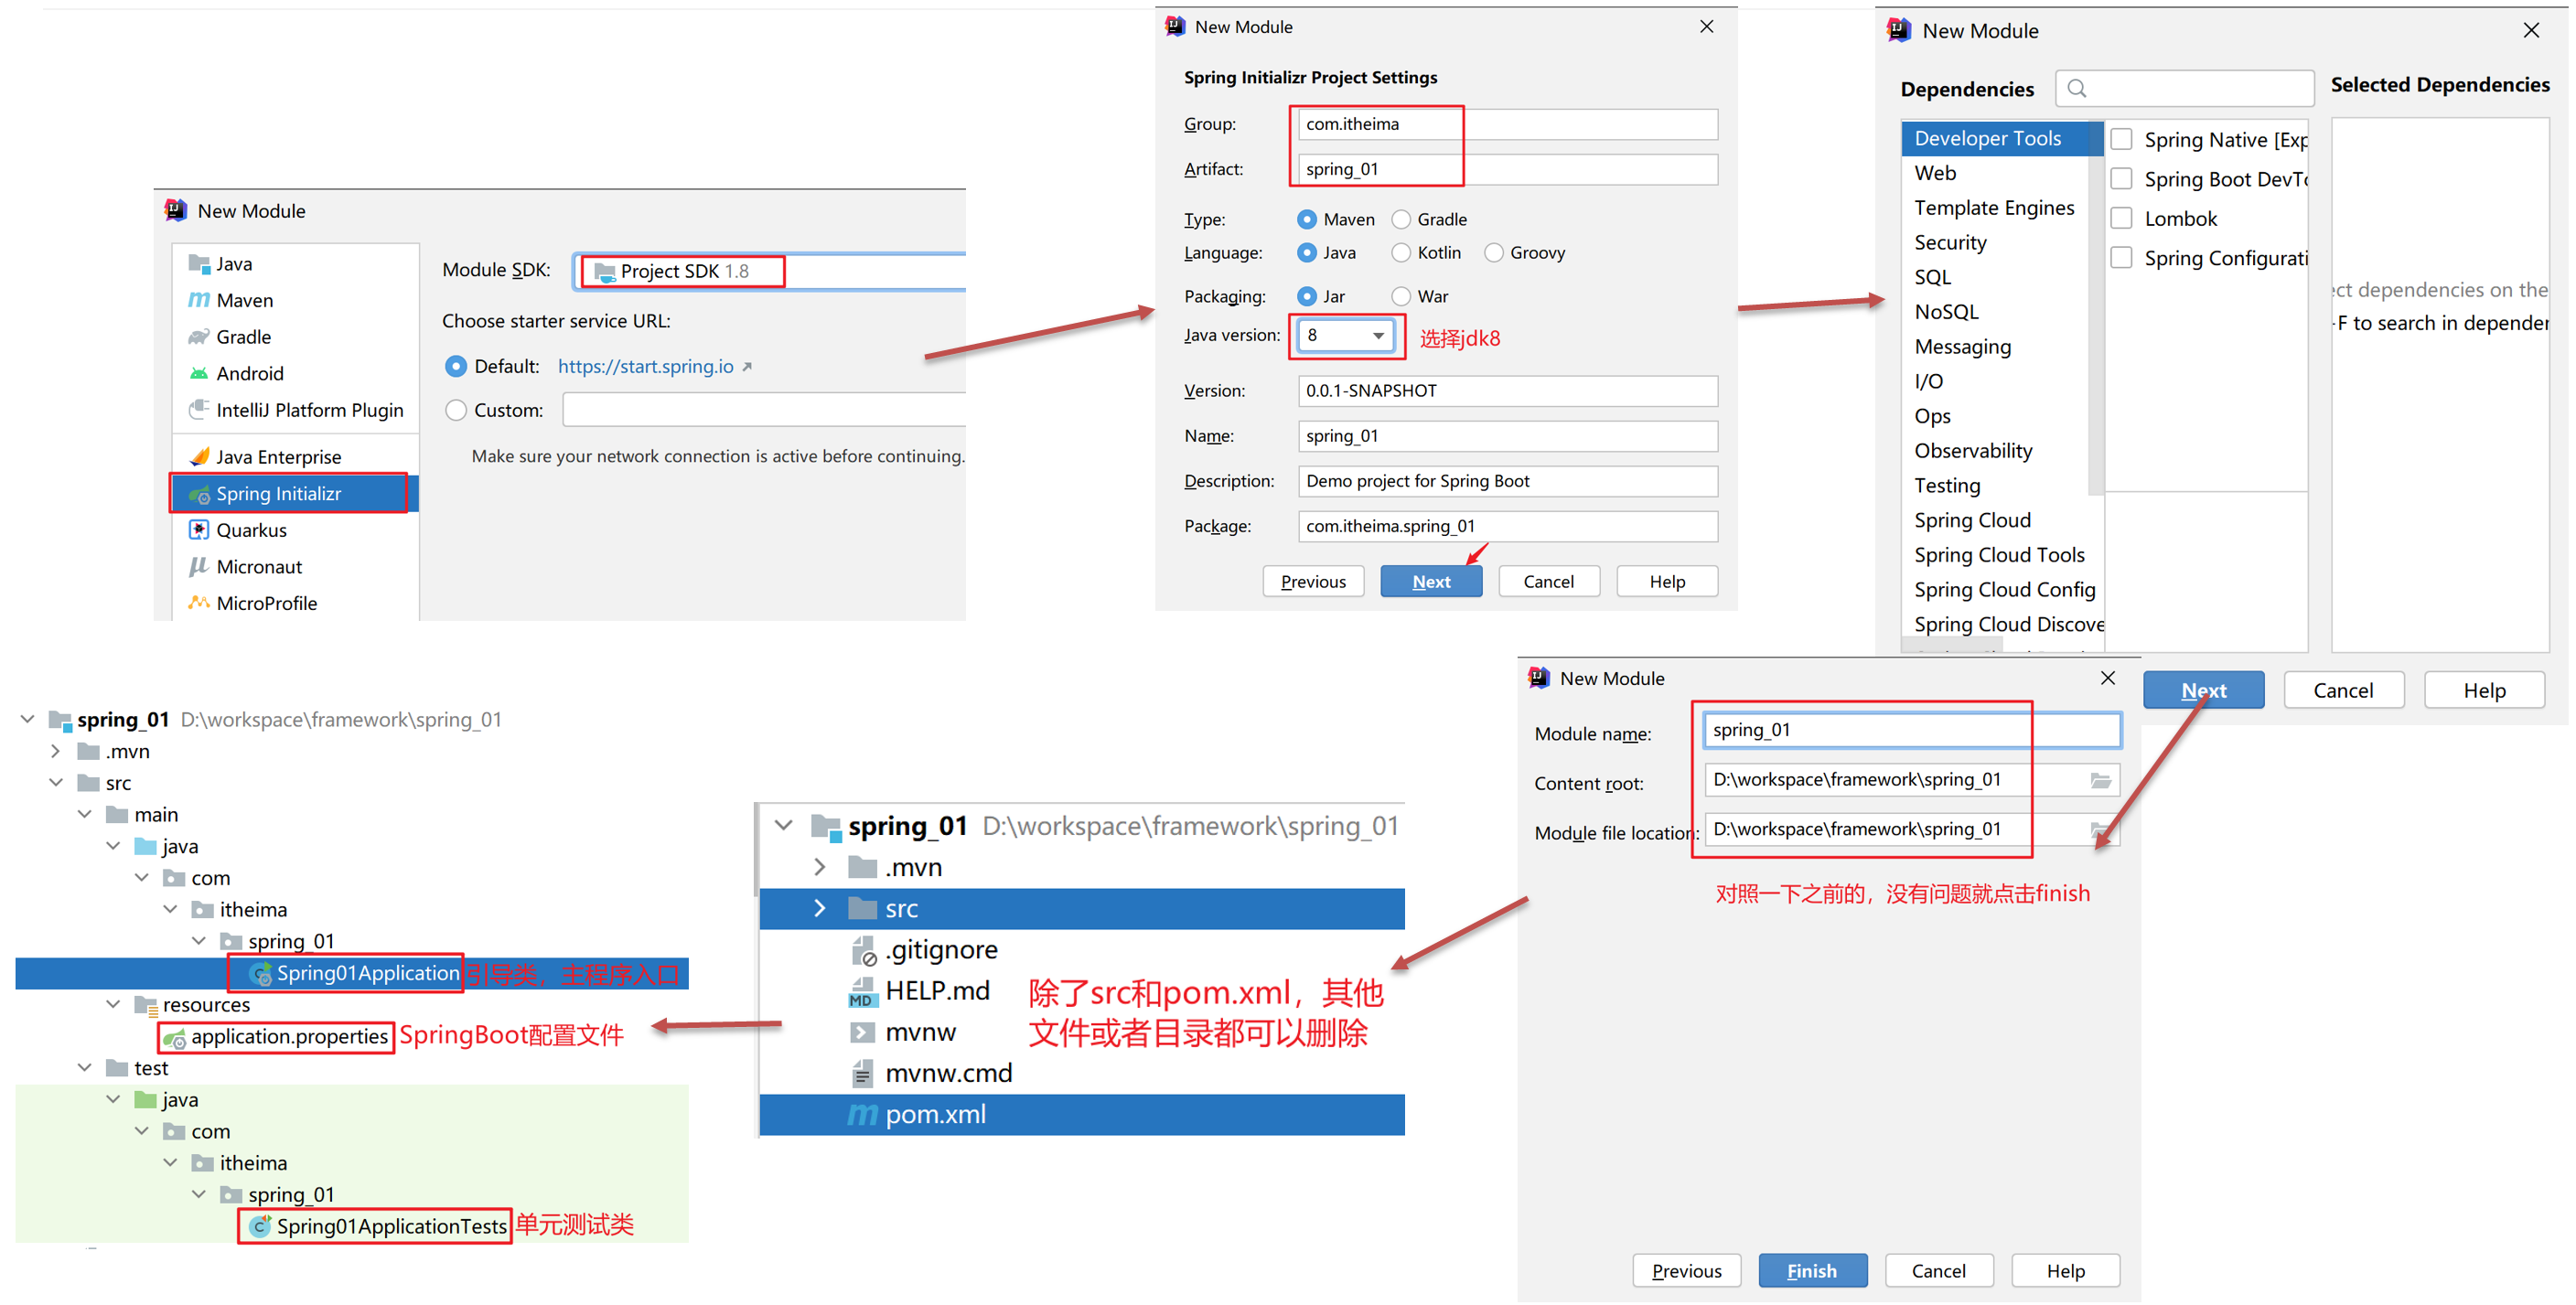 New Module
Java
Maven
Gradle
Android
IntelliJ Platform Plugin
Java Enterprise
Spring Initializr
Quarkus
Micronaut
MicroProfile
Module SDK: Project SDK 1.8
Choose starter service URL:
Default: https://start.spring.io
Custom:
Make sure your network connection is active before continuing.
New Module
Spring Initializr Project Settings
Group: com.itheima
Artifact: spring_01
Type: Maven Gradle
Language: Java Kotlin Groovy
Packaging: Jar War
Java version: 8 选择jdk8
Version: 0.0.1-SNAPSHOT
Name: spring_01
Description: Demo project for Spring Boot
Package: com.itheima.spring_01
Previous Next Cancel Help
New Module
Dependencies
Selected Dependencies
Developer Tools
Web
Template Engines
Security
SQL
NoSQL
Messaging
I/O
Ops
Observability
Testing
Spring Cloud
Spring Cloud Tools
Spring Cloud Config
Spring Cloud Discove
Spring Native [Exp
Spring Boot DevTo
Lombok
Spring Configurati
ect dependencies on the
-F to search in depender
Next Cancel Help
New Module
Module name: spring_01
Content root: D:\workspace\framework\spring_01
Module file location: D:\workspace\framework\spring_01
对照一下之前的，没有问题就点击finish
Previous Finish Cancel Help
spring_01 D:\workspace\framework\spring_01
.mvn
src
.gitignore
MD HELP.md
mvnw
mvnw.cmd
pom.xml
除了src和pom.xml，其他
文件或者目录都可以删除
spring_01 D:\workspace\framework\spring_01
.mvn
src
main
java
com
itheima
spring_01
Spring01Application 引导类，主程序入口
resources
application.properties SpringBoot配置文件
test
java
com
itheima
spring_01
Spring01ApplicationTests 单元测试类